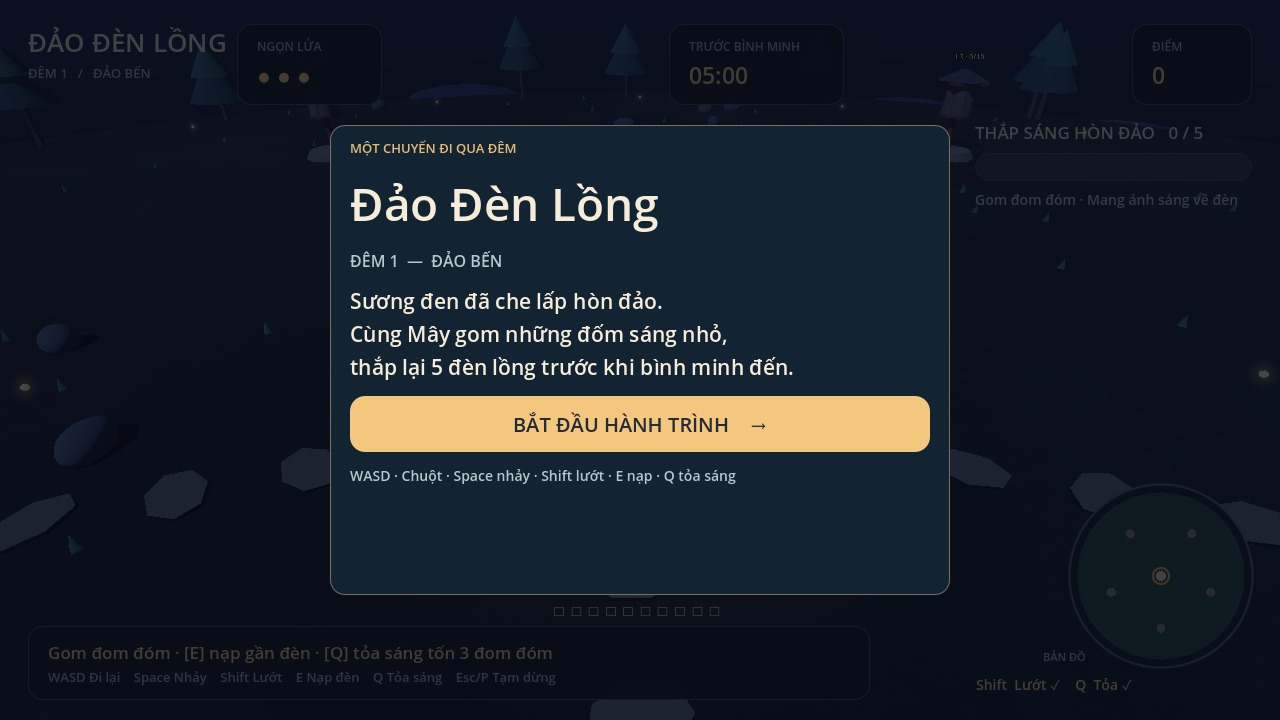 ĐẢO ĐÈN LỒNG
ĐÊM 1 / ĐẢO BẾN
NGỌN LỬA
TRƯỚC BÌNH MINH
05:00
ĐIỂM
0
THẮP SÁNG HÒN ĐẢO 0 / 5
Gom đom đóm · Mang ánh sáng về đèn
MỘT CHUYẾN ĐI QUA ĐÊM
Đảo Đèn Lồng
ĐÊM 1 — ĐẢO BẾN
Sương đen đã che lấp hòn đảo.
Cùng Mây gom những đốm sáng nhỏ,
thắp lại 5 đèn lồng trước khi bình minh đến.
BẮT ĐẦU HÀNH TRÌNH →
WASD · Chuột · Space nhảy · Shift lướt · E nạp · Q tỏa sáng
Gom đom đóm · [E] nạp gần đèn · [Q] tỏa sáng tốn 3 đom đóm
WASD Đi lại Space Nhảy Shift Lướt E Nạp đèn Q Tỏa sáng Esc/P Tạm dừng
BẢN ĐỒ
Shift Lướt ✓ Q Tỏa ✓